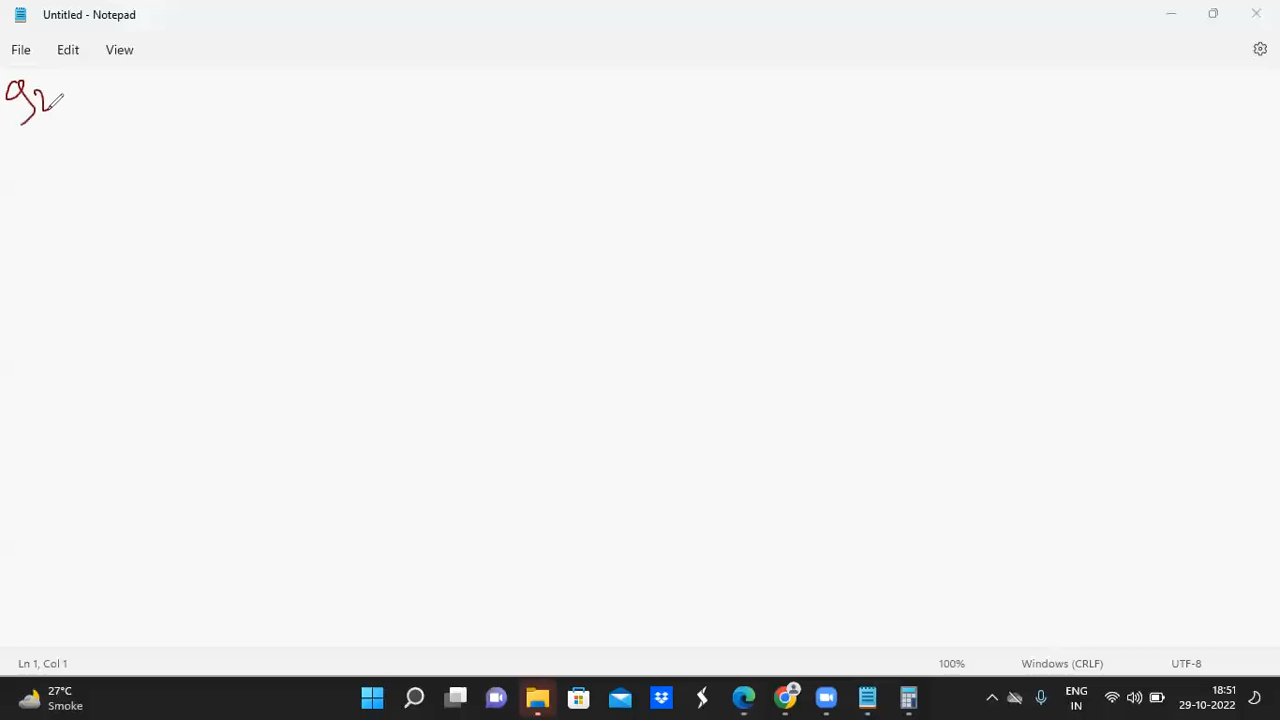 Untitled - Notepad
File Edit View
Ln 1, Col 1 100% Windows (CRLF) UTF-8
27°C
Smoke
ENG
IN
18:51
29-10-2022